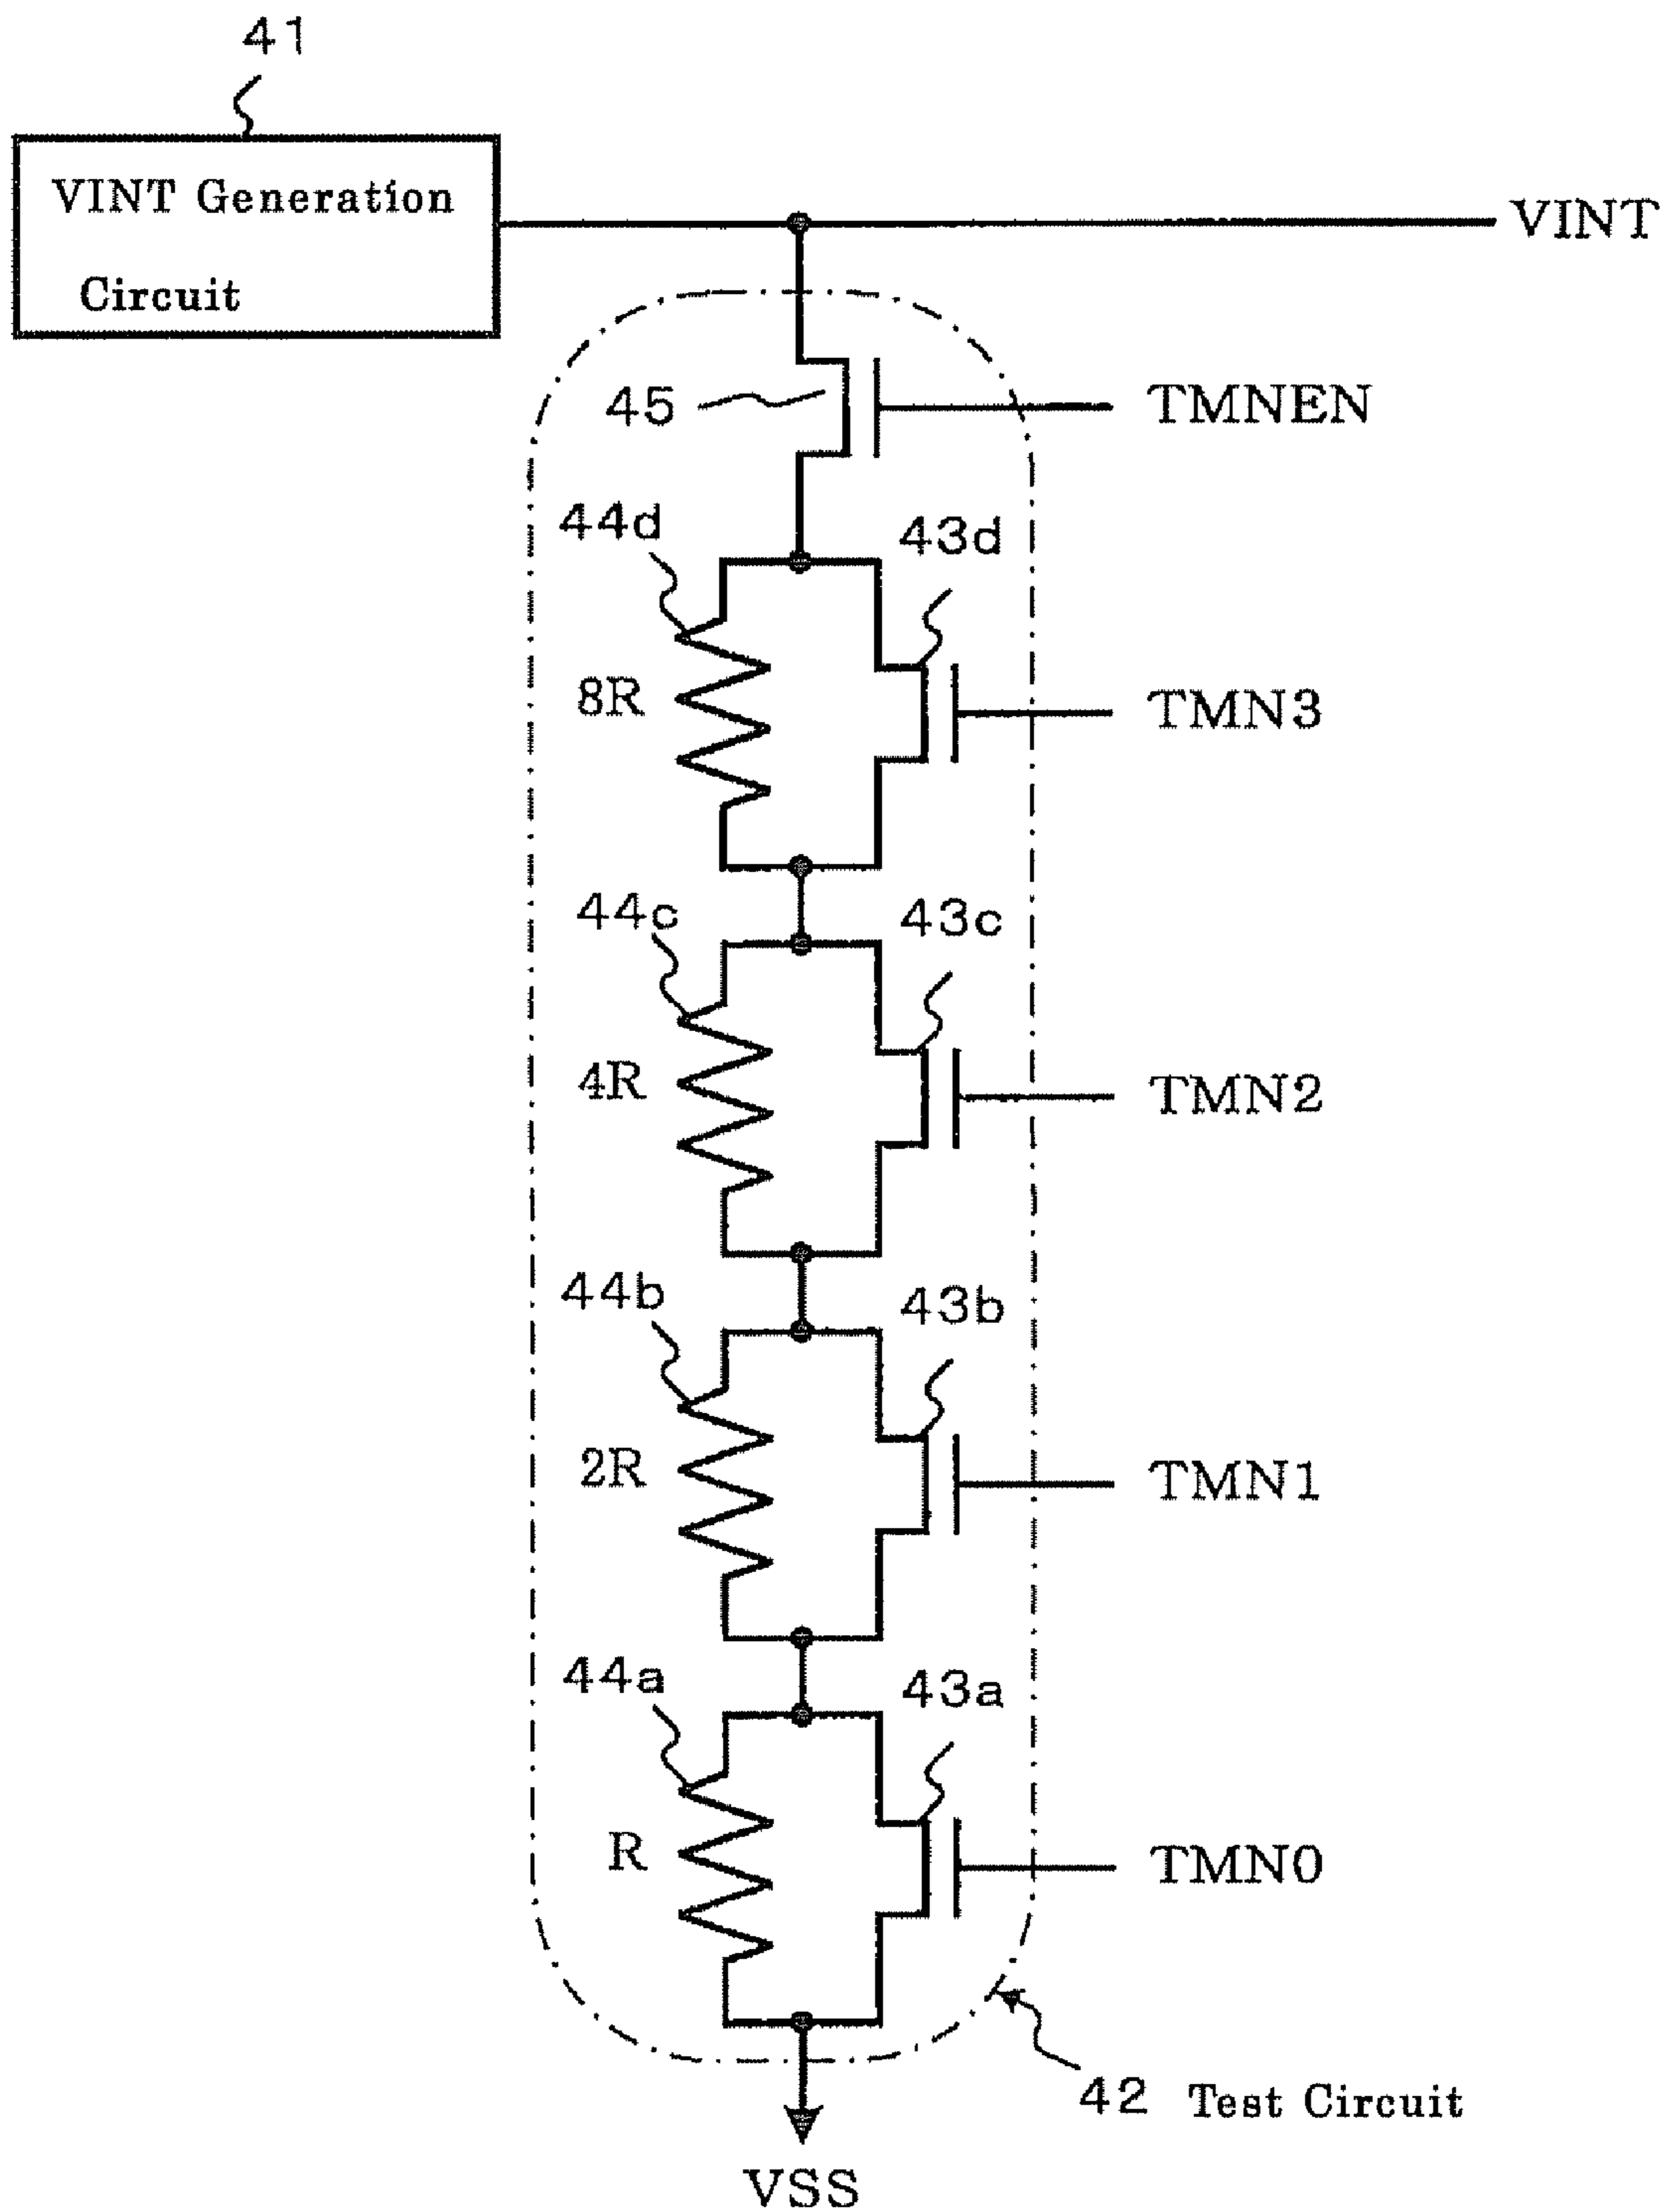 41
VINT Generation
Circuit
VINT
45
TMNEN
44d
43d
8R
TMN3
44c
43c
4R
TMN2
44b
43b
2R
TMN1
44a
43a
R
TMN0
42 Test Circuit
VSS